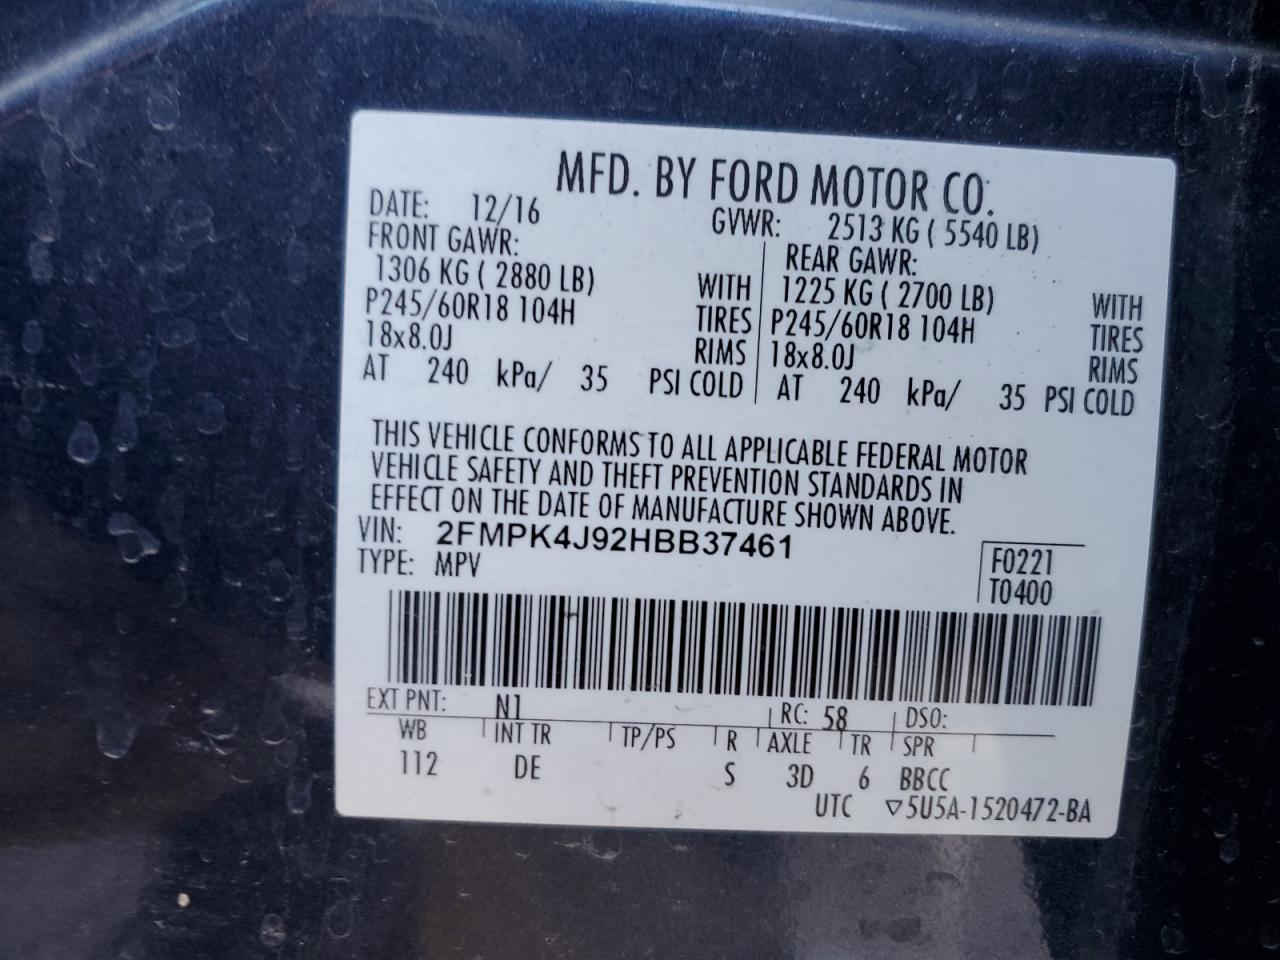 MFD. BY FORD MOTOR CO.
DATE: 12/16 GVWR: 2513 KG ( 5540 LB)
FRONT GAWR: REAR GAWR:
1306 KG ( 2880 LB) WITH 1225 KG ( 2700 LB) WITH
P245/60R18 104H TIRES P245/60R18 104H TIRES
18x8.0J RIMS 18x8.0J RIMS
AT 240 kPa/ 35 PSI COLD AT 240 kPa/ 35 PSI COLD
THIS VEHICLE CONFORMS TO ALL APPLICABLE FEDERAL MOTOR
VEHICLE SAFETY AND THEFT PREVENTION STANDARDS IN
EFFECT ON THE DATE OF MANUFACTURE SHOWN ABOVE.
VIN: 2FMPK4J92HBB37461
TYPE: MPV
F0221
T0400
EXT PNT: N1 RC: 58 DSO:
WB INT TR TP/PS R AXLE TR SPR
112 DE S 3D 6 BBCC
UTC ▽5U5A-1520472-BA